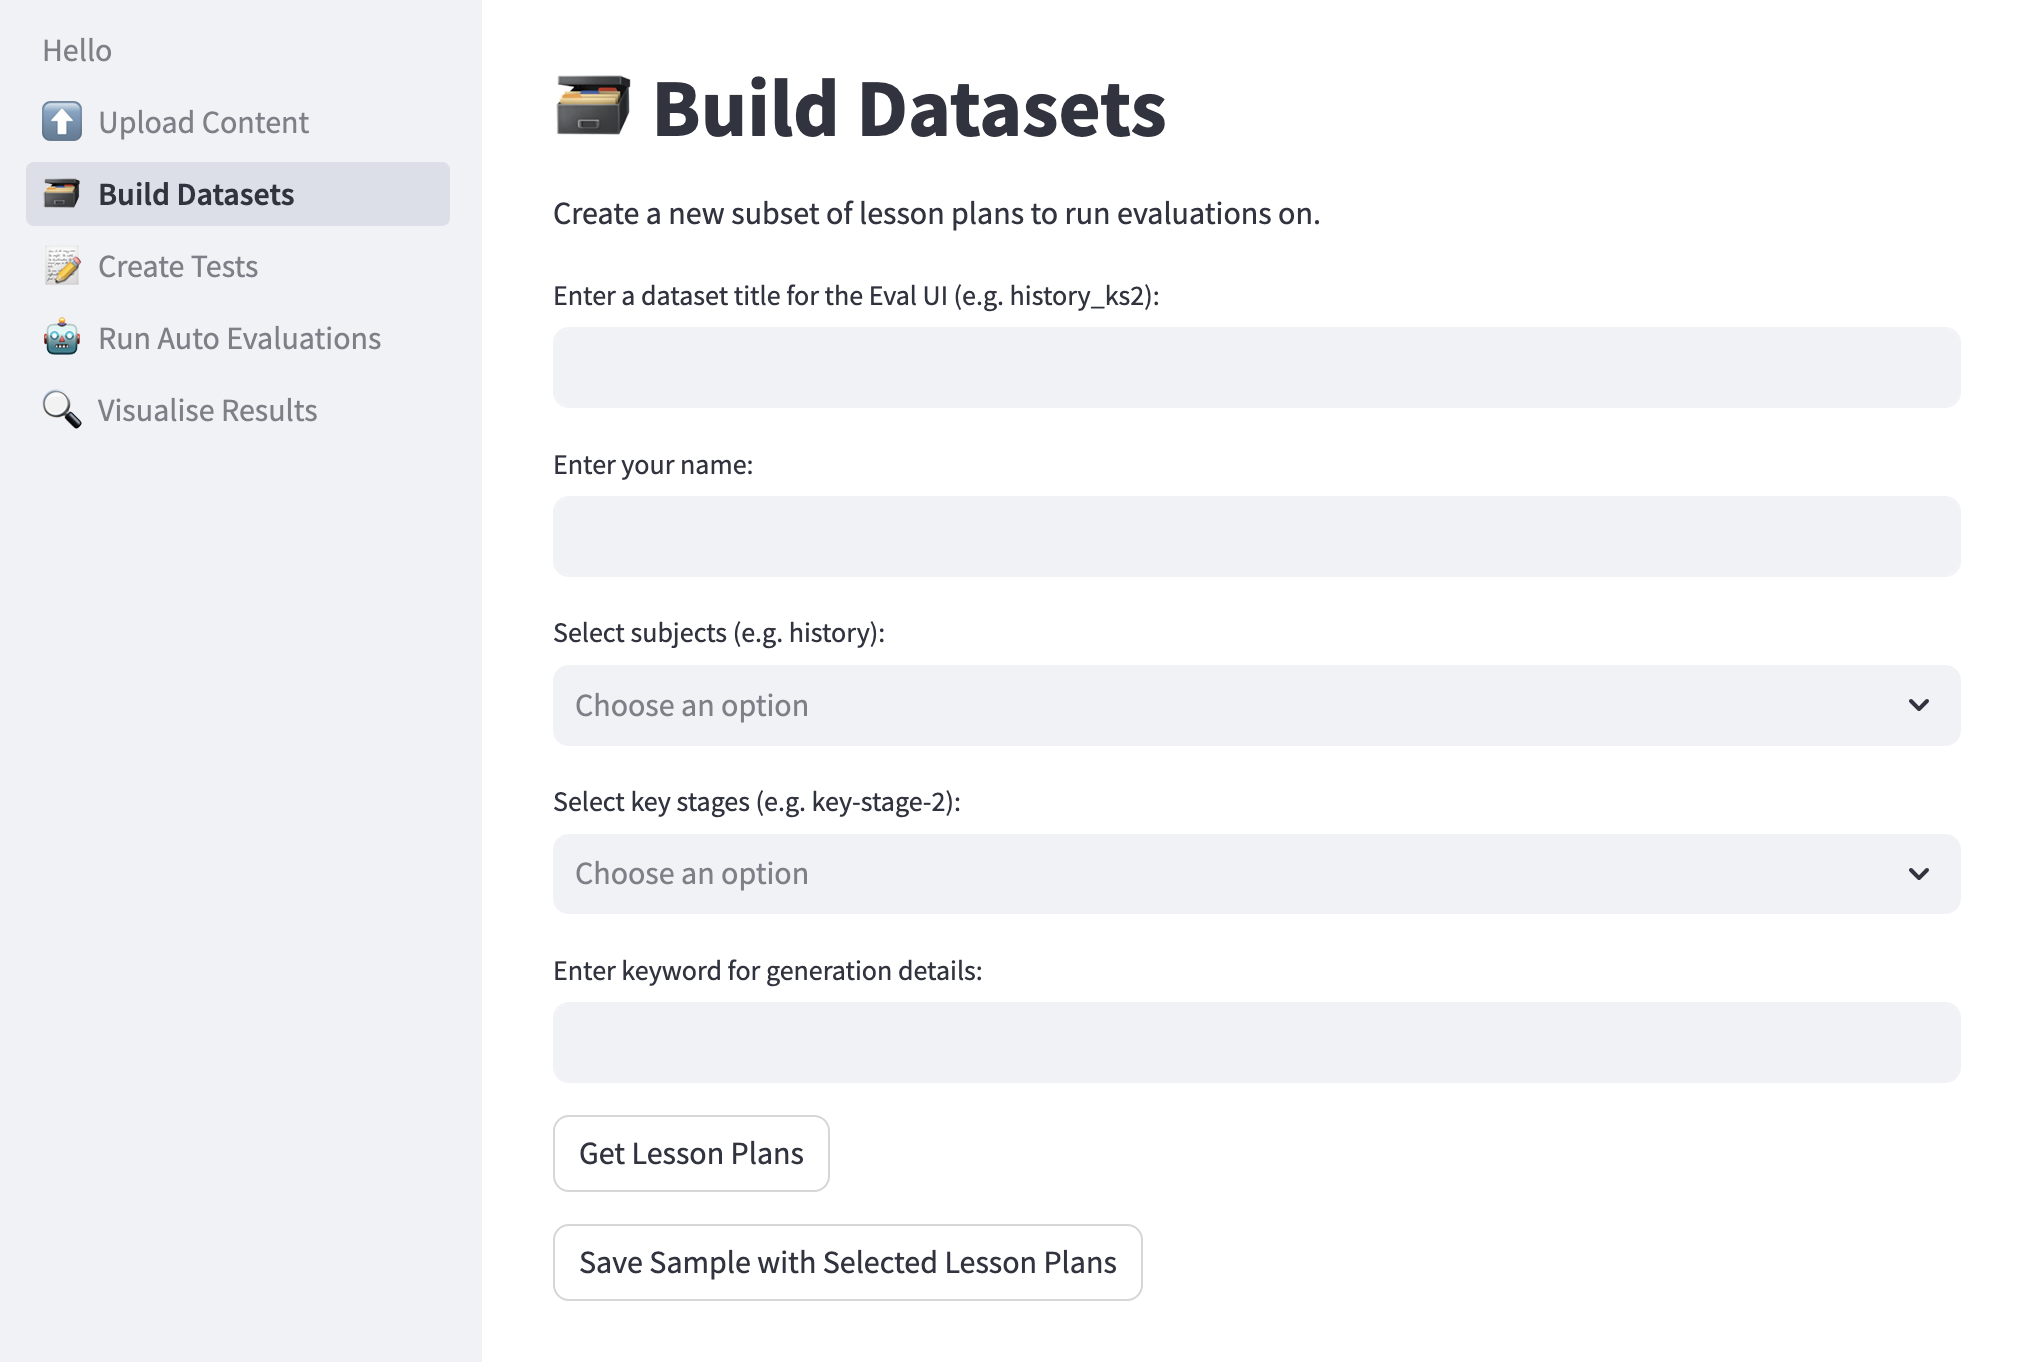 Hello
Upload Content
Build Datasets
Create Tests
Run Auto Evaluations
Visualise Results
Build Datasets
Create a new subset of lesson plans to run evaluations on.
Enter a dataset title for the Eval UI (e.g. history_ks2):
Enter your name:
Select subjects (e.g. history):
Choose an option
Select key stages (e.g. key-stage-2):
Choose an option
Enter keyword for generation details:
Get Lesson Plans
Save Sample with Selected Lesson Plans